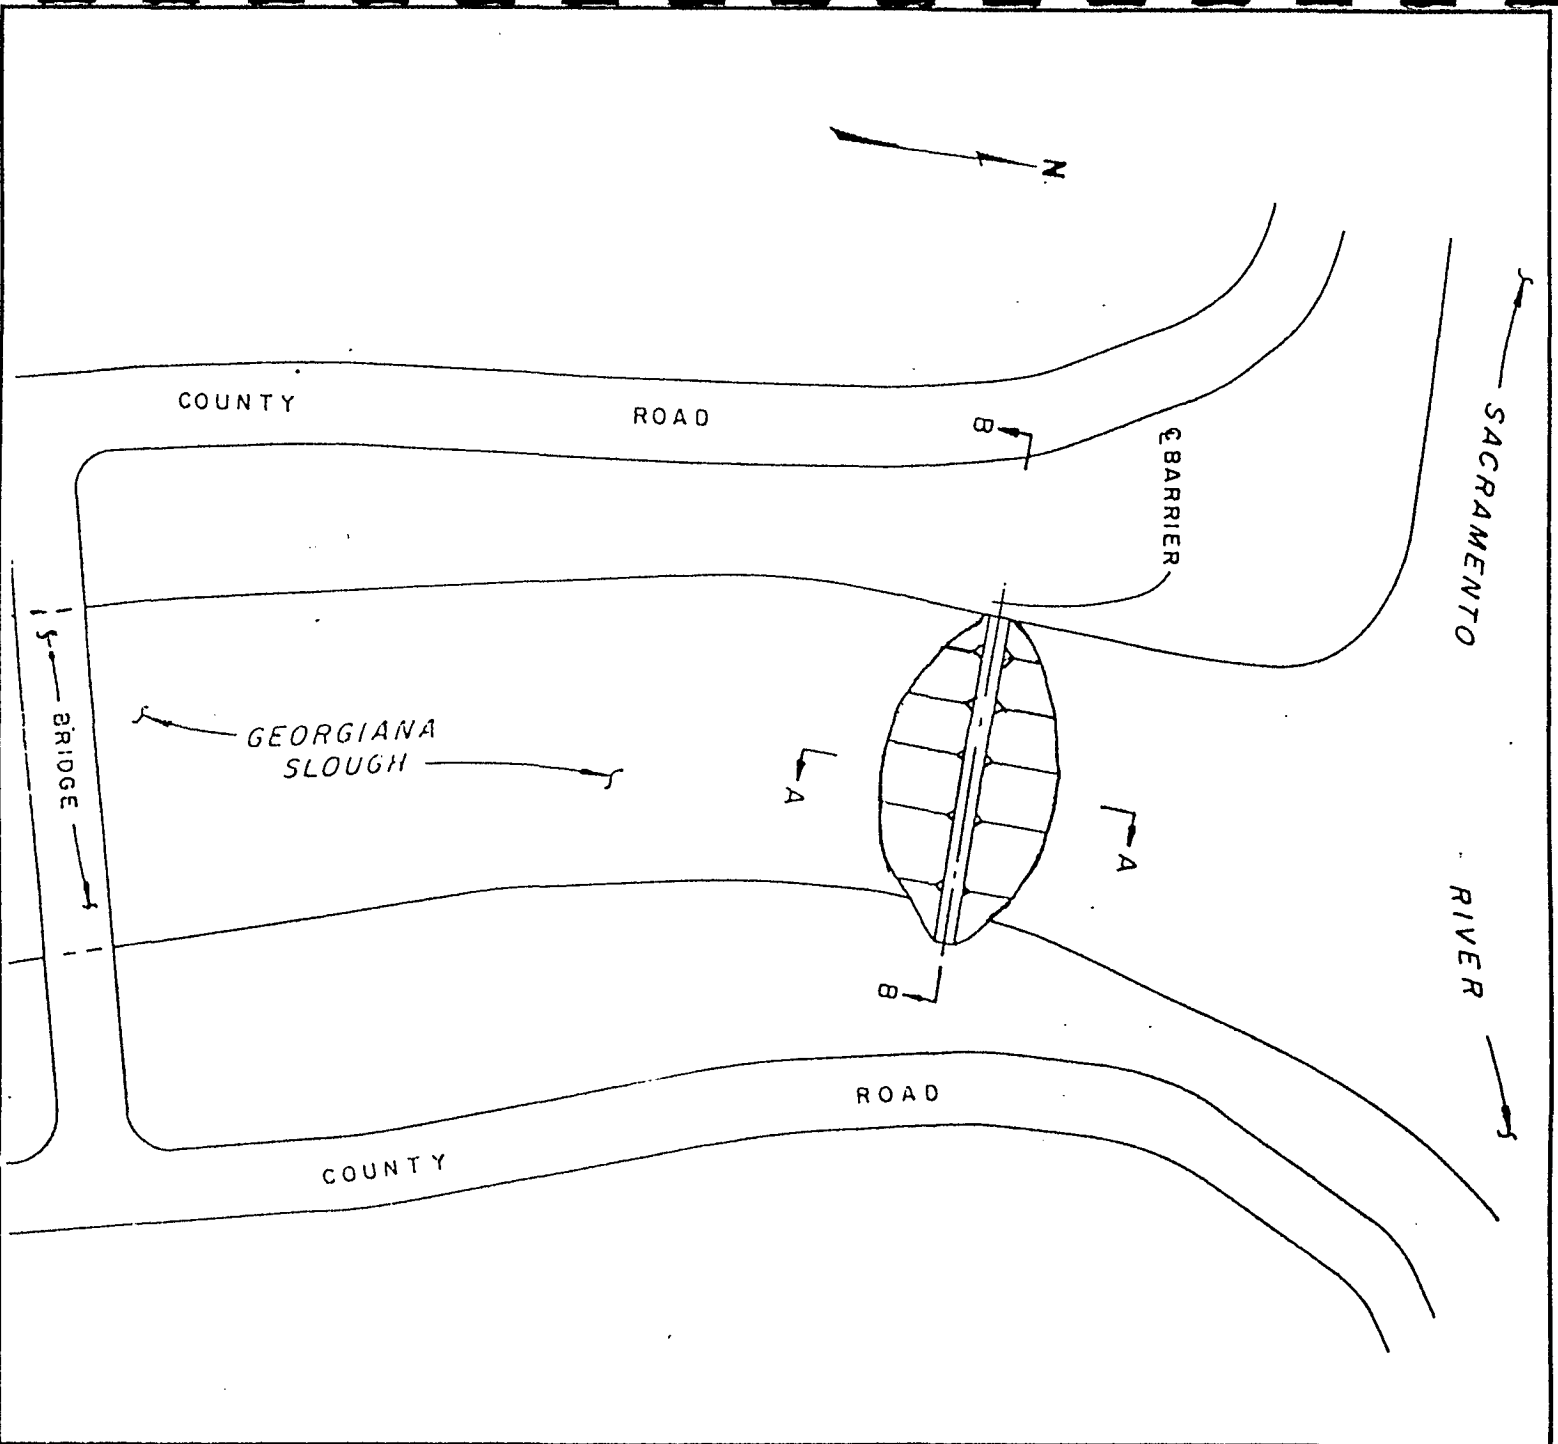 N
SACRAMENTO
RIVER
COUNTY
ROAD
B
℄ BARRIER
BRIDGE
GEORGIANA
SLOUGH
A
A
B
ROAD
COUNTY